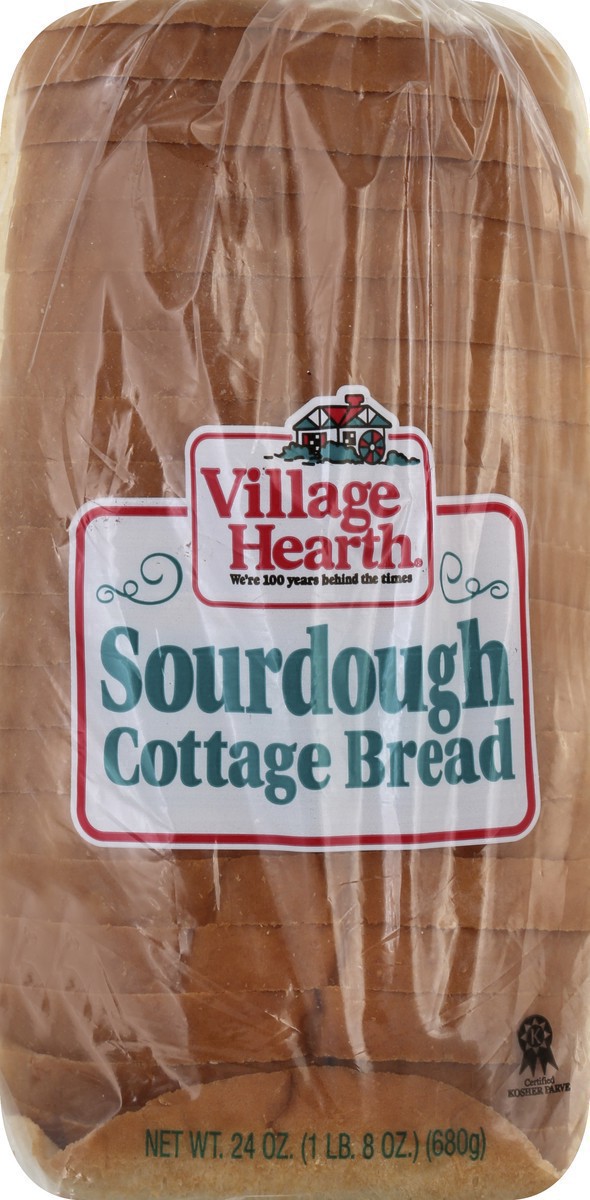 Village
Hearth®
We're 100 years behind the times
Sourdough
Cottage Bread
K
Certified
KOSHER PARVE
NET WT. 24 OZ. (1 LB. 8 OZ.) (680g)